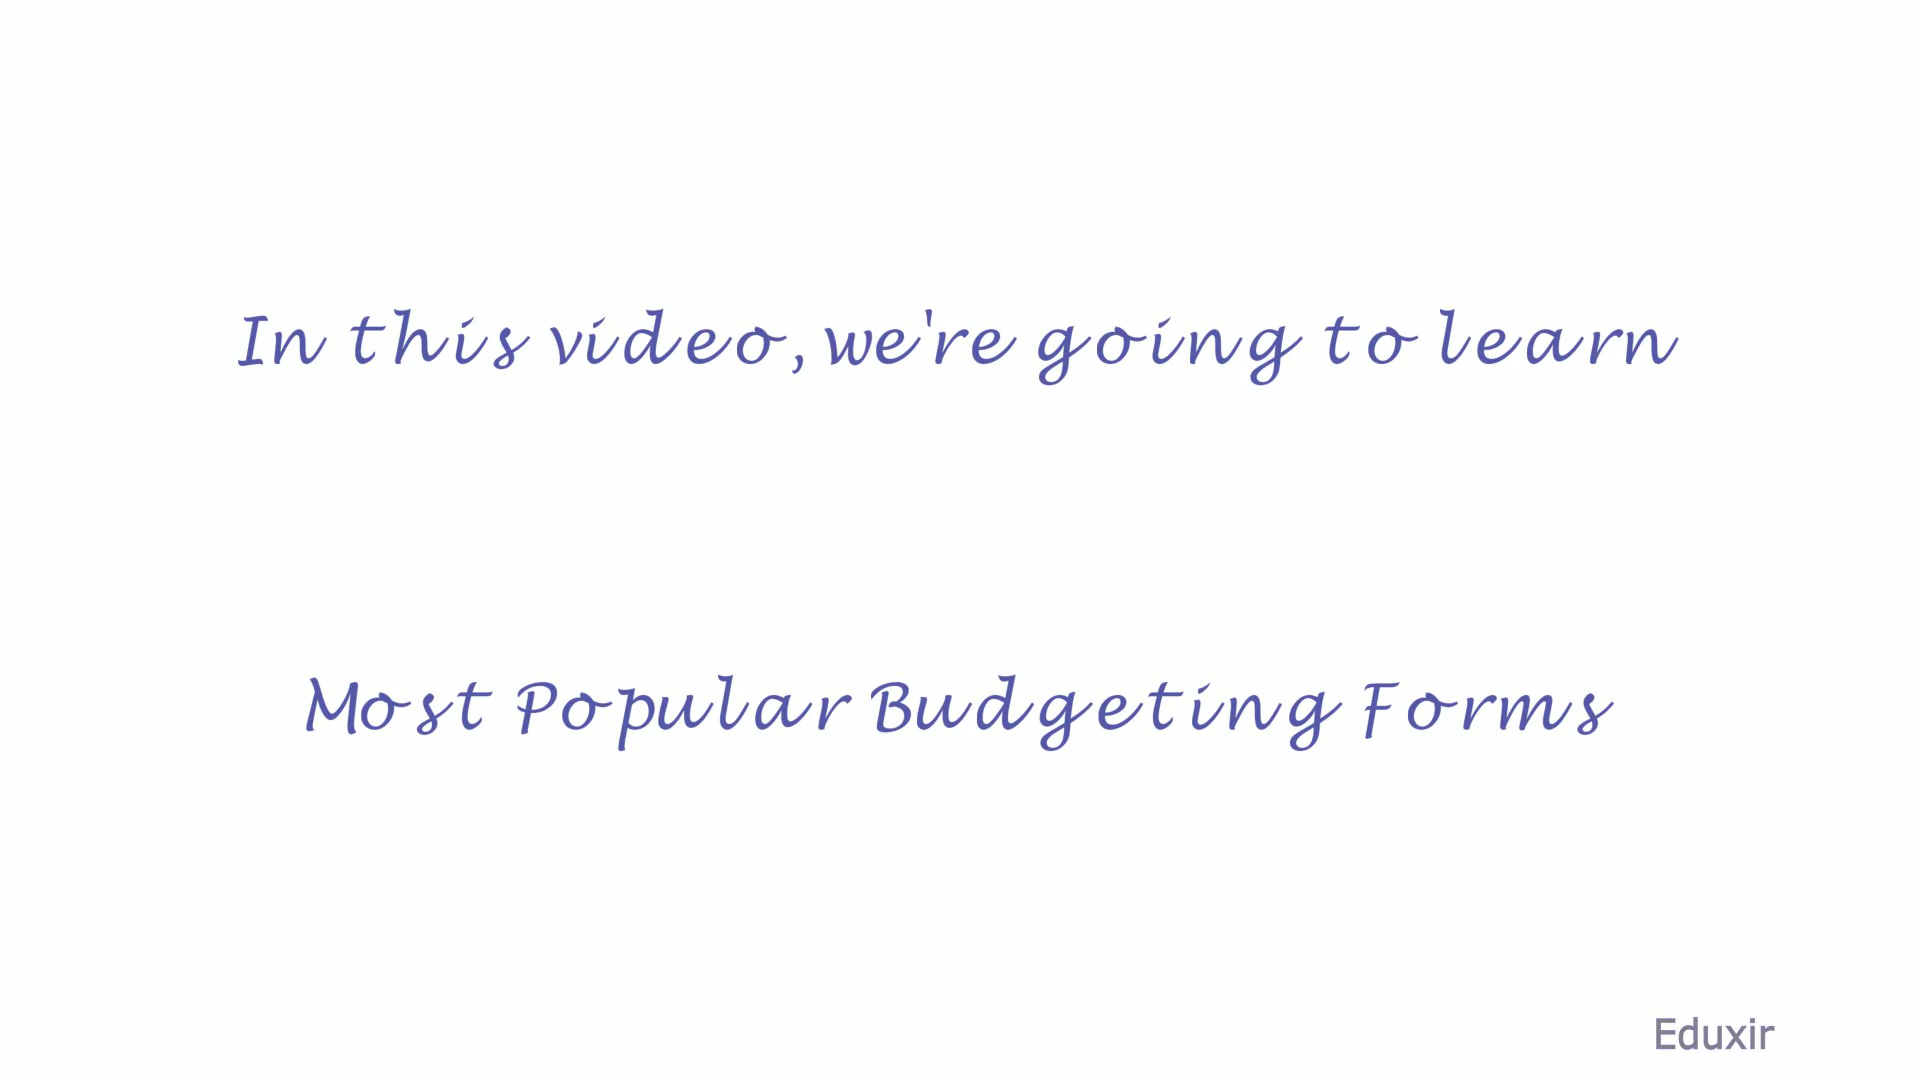 In this video, we're going to learn
Most Popular Budgeting Forms
Eduxir